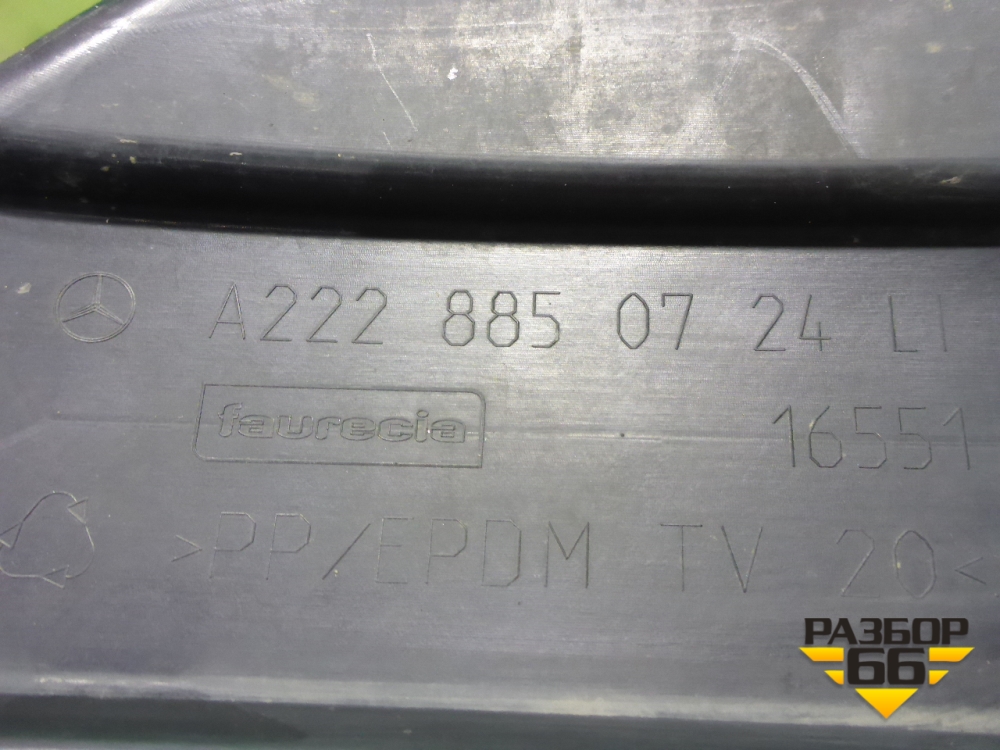 A222 885 07 24 LI
faurecia
16551
>PP/EPDM TV 20<
РАЗБОР
66